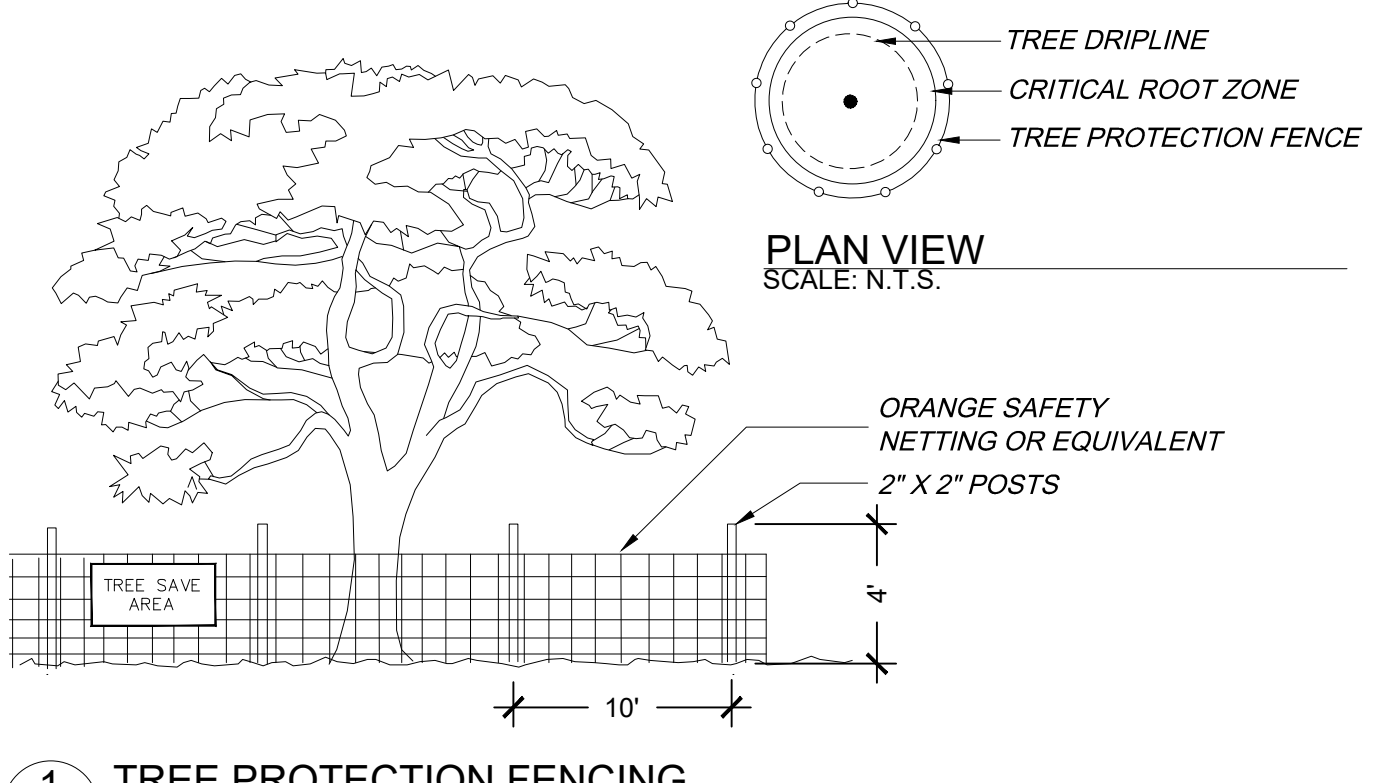 TREE DRIPLINE
CRITICAL ROOT ZONE
TREE PROTECTION FENCE
PLAN VIEW
SCALE: N.T.S.
ORANGE SAFETY
NETTING OR EQUIVALENT
2" X 2" POSTS
TREE SAVE
AREA
4'
10'
1
TREE PROTECTION FENCING